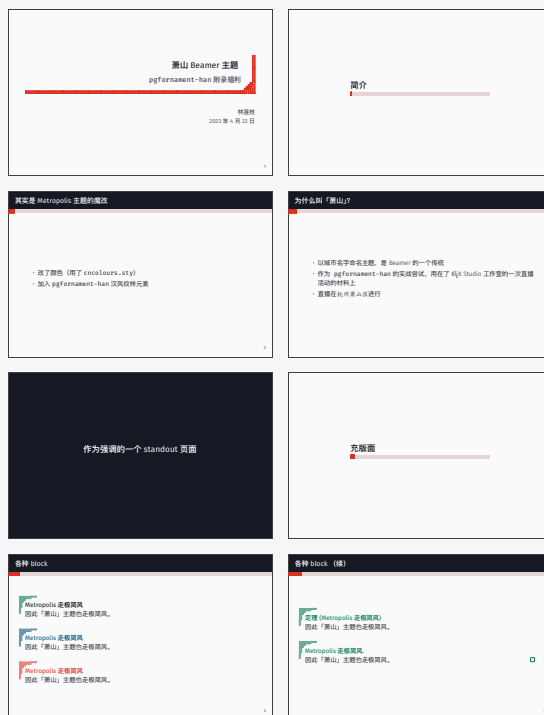 萧山 Beamer 主题
pgfornament-han 附录福利
林莲枝
2023 年 4 月 23 日
1
简介
其实是 Metropolis 主题的魔改
· 改了颜色（用了 cncolours.sty）
· 加入 pgfornament-han 汉风纹样元素
2
为什么叫「萧山」？
· 以城市名字命名主题，是 Beamer 的一个传统
· 作为 pgfornament-han 的实战尝试，用在了 LaTeX Studio 工作室的一次直播
活动的材料上
· 直播在杭州萧山区进行
作为强调的一个 standout 页面
充版面
各种 block
Metropolis 走极简风
因此「萧山」主题也走极简风。
Metropolis 走极简风
因此「萧山」主题也走极简风。
Metropolis 走极简风
因此「萧山」主题也走极简风。
各种 block （续）
定理 (Metropolis 走极简风)
因此「萧山」主题也走极简风。
Metropolis 走极简风.
因此「萧山」主题也走极简风。